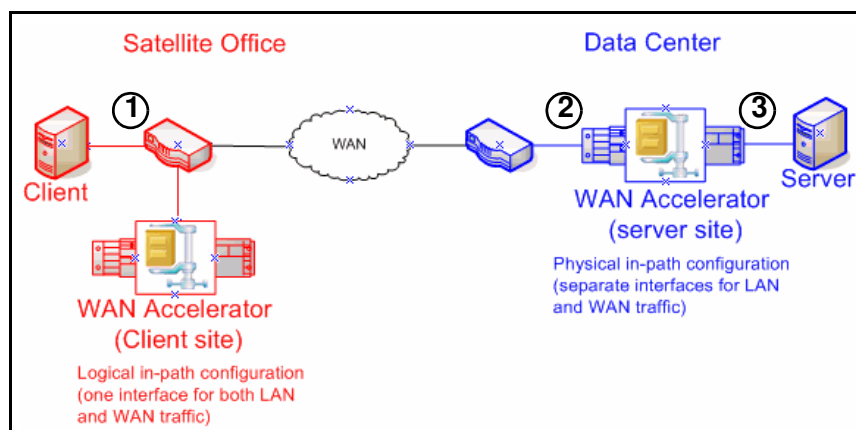 Satellite Office
Data Center
1
2
3
WAN
Client
Server
WAN Accelerator
(Client site)
Logical in-path configuration
(one interface for both LAN
and WAN traffic)
WAN Accelerator
(server site)
Physical in-path configuration
(separate interfaces for LAN
and WAN traffic)